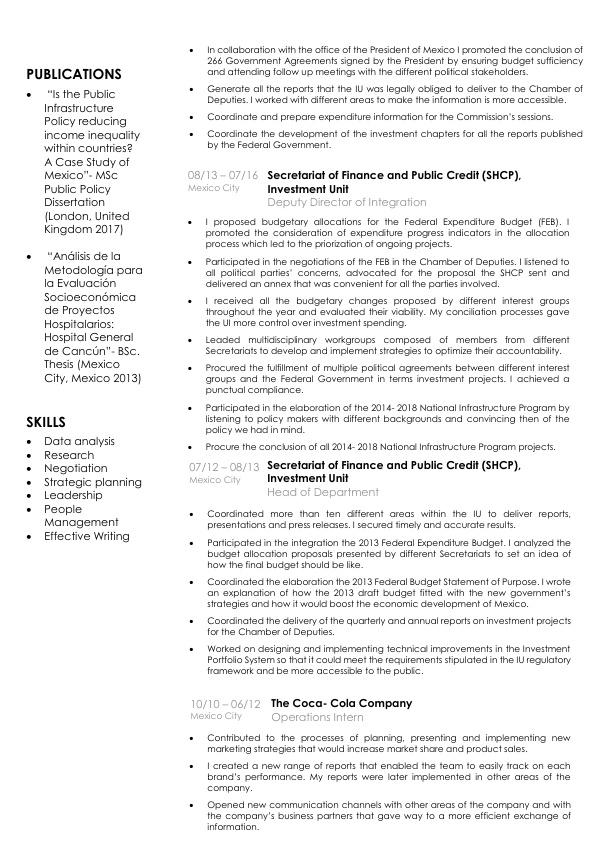 PUBLICATIONS
• “Is the Public
Infrastructure
Policy reducing
income inequality
within countries?
A Case Study of
Mexico”- MSc
Public Policy
Dissertation
(London, United
Kingdom 2017)
• “Análisis de la
Metodología para
la Evaluación
Socioeconómica
de Proyectos
Hospitalarios:
Hospital General
de Cancún”- BSc.
Thesis (Mexico
City, Mexico 2013)
SKILLS
• Data analysis
• Research
• Negotiation
• Strategic planning
• Leadership
• People
Management
• Effective Writing
• In collaboration with the office of the President of Mexico I promoted the conclusion of
266 Government Agreements signed by the President by ensuring budget sufficiency
and attending follow up meetings with the different political stakeholders.
• Generate all the reports that the IU was legally obliged to deliver to the Chamber of
Deputies. I worked with different areas to make the information is more accessible.
• Coordinate and prepare expenditure information for the Commission’s sessions.
• Coordinate the development of the investment chapters for all the reports published
by the Federal Government.
08/13 – 07/16 Secretariat of Finance and Public Credit (SHCP),
Mexico City Investment Unit
Deputy Director of Integration
• I proposed budgetary allocations for the Federal Expenditure Budget (FEB). I
promoted the consideration of expenditure progress indicators in the allocation
process which led to the priorization of ongoing projects.
• Participated in the negotions of the FEB in the Chamber of Deputies. I listened to
all political parties’ concerns, advocated for the proposal the SHCP sent and
delivered an annex that was convenient for all the parties involved.
• I received all the budgetary changes proposed by different interest groups
throughout the year and evaluated their viability. My conciliation processes gave
the UI more control over investment spending.
• Leaded multidisciplinary workgroups composed of members from different
Secretariats to develop and implement strategies to optimize their accountability.
• Procured the fulfillment of multiple political agreements between different interest
groups and the Federal Government in terms investment projects. I achieved a
punctual compliance.
• Participated in the elaboration of the 2014- 2018 National Infrastructure Program by
listening to policy makers with different backgrounds and convincing then of the
policy we had in mind.
• Procure the conclusion of all 2014- 2018 National Infrastructure Program projects.
07/12 – 08/13 Secretariat of Finance and Public Credit (SHCP),
Mexico City Investment Unit
Head of Department
• Coordinated more than ten different areas within the IU to deliver reports,
presentations and press releases. I secured timely and accurate results.
• Participated in the integration the 2013 Federal Expenditure Budget. I analyzed the
budget allocation proposals presented by different Secretariats to set an idea of
how the final budget should be like.
• Coordinated the elaboration the 2013 Federal Budget Statement of Purpose. I wrote
an explanation of how the 2013 draft budget fitted with the new government’s
strategies and how it would boost the economic development of Mexico.
• Coordinated the delivery of the quarterly and annual reports on investment projects
for the Chamber of Deputies.
• Worked on designing and implementing technical improvements in the Investment
Portfolio System so that it could meet the requirements stipulated in the IU regulatory
framework and be more accessible to the public.
10/10 – 06/12 The Coca- Cola Company
Mexico City Operations Intern
• Contributed to the processes of planning, presenting and implementing new
marketing strategies that would increase market share and product sales.
• I created a new range of reports that enabled the team to easily track on each
brand’s performance. My reports were later implemented in other areas of the
company.
• Opened new communication channels with other areas of the company and with
the company’s business partners that gave way to a more efficient exchange of
information.